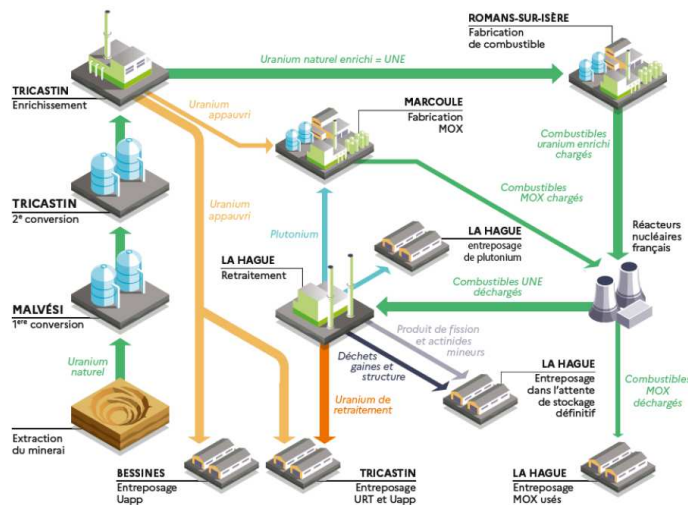 ROMANS-SUR-ISÈRE
Fabrication
de combustible
Uranium naturel enrichi = UNE
TRICASTIN
Enrichissement
Uranium
appauvri
MARCOULE
Fabrication
MOX
Combustibles
uranium enrichi
chargés
TRICASTIN
2e conversion
Uranium
appauvri
Combustibles
MOX chargés
Plutonium
LA HAGUE
entreposage
de plutonium
Réacteurs
nucléaires
français
LA HAGUE
Retraitement
Combustibles UNE
déchargés
MALVÉSI
1ere conversion
Produit de fission
et actinides
mineurs
Uranium
naturel
Déchets
gaines et
structure
LA HAGUE
Entreposage
dans l'attente
de stockage
définitif
Combustibles
MOX
déchargés
Uranium de
retraitement
Extraction
du minerai
BESSINES
Entreposage
Uapp
TRICASTIN
Entreposage
URT et Uapp
LA HAGUE
Entreposage
MOX usés